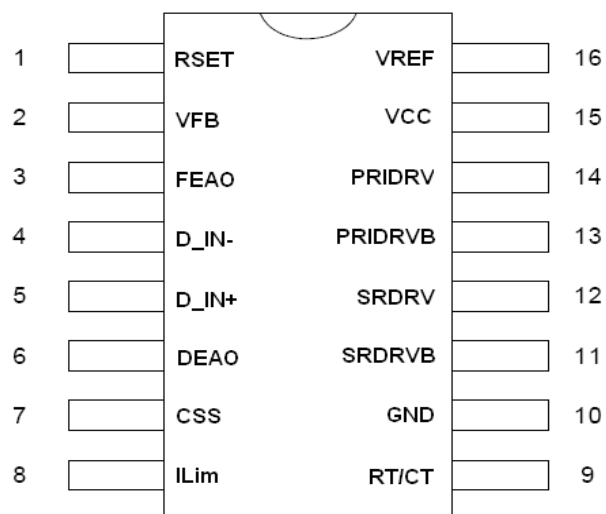 1 RSET VREF 16
2 VFB VCC 15
3 FEAO PRIDRV 14
4 D_IN- PRIDRVB 13
5 D_IN+ SRDRV 12
6 DEAO SRDRVB 11
7 CSS GND 10
8 ILim RT/CT 9